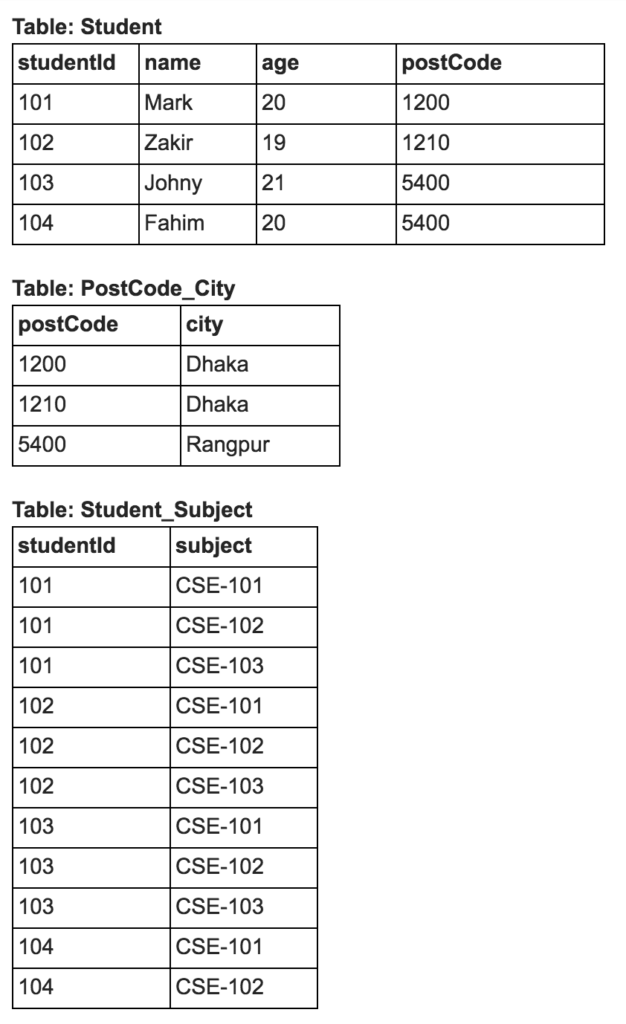 Table: Student
studentId name age postCode
101 Mark 20 1200
102 Zakir 19 1210
103 Johny 21 5400
104 Fahim 20 5400
Table: PostCode_City
postCode city
1200 Dhaka
1210 Dhaka
5400 Rangpur
Table: Student_Subject
studentId subject
101 CSE-101
101 CSE-102
101 CSE-103
102 CSE-101
102 CSE-102
102 CSE-103
103 CSE-101
103 CSE-102
103 CSE-103
104 CSE-101
104 CSE-102